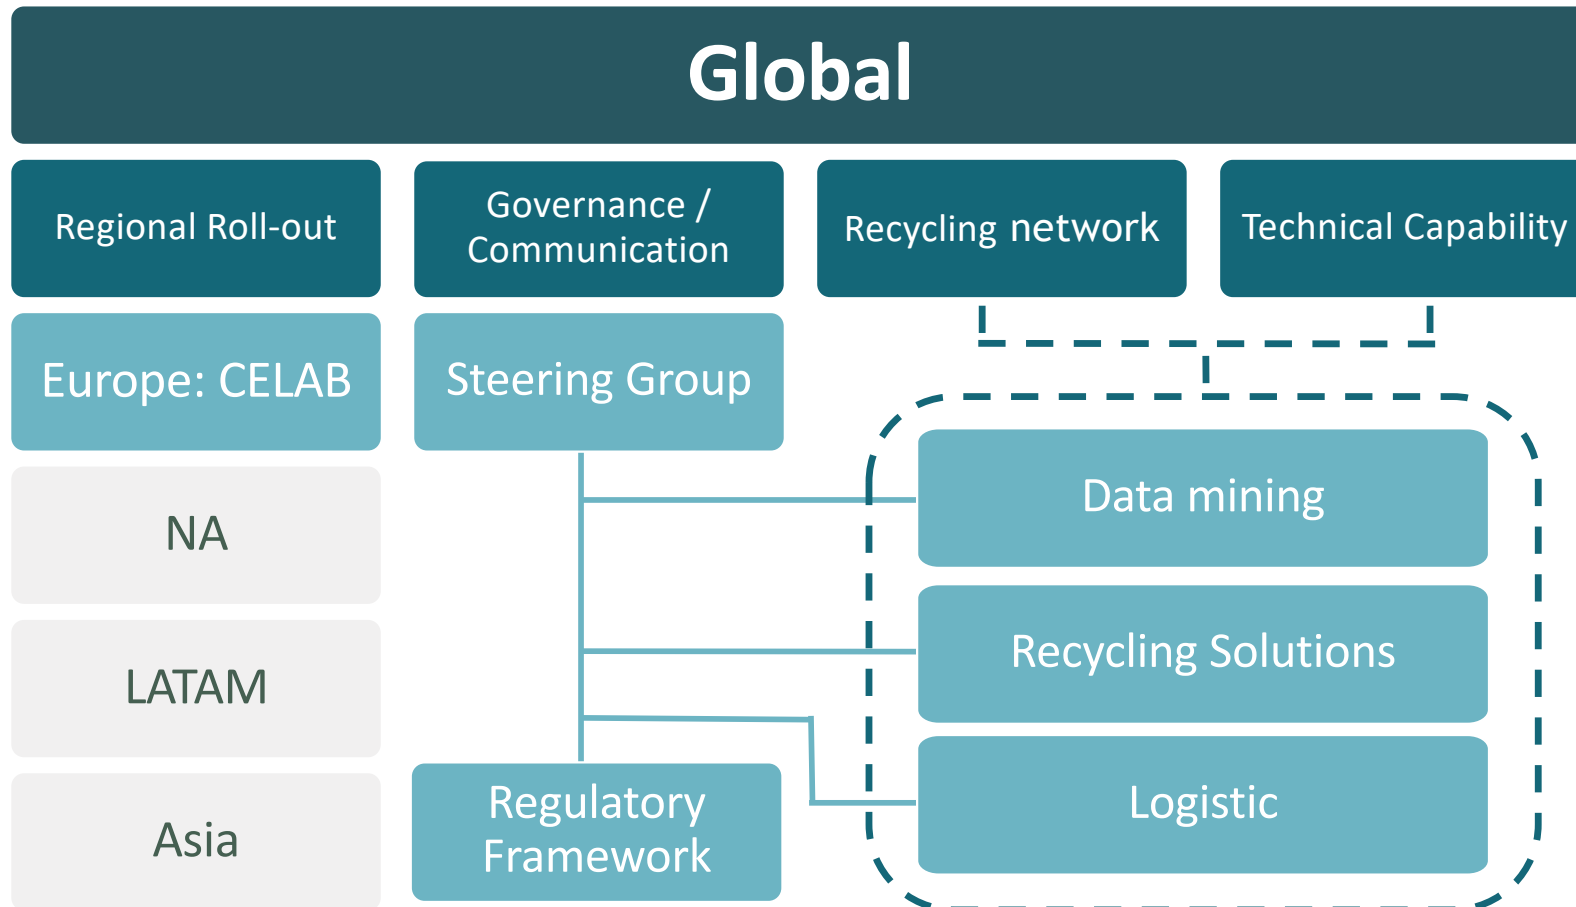 Global
Regional Roll-out
Governance /
Communication
Recycling network
Technical Capability
Europe: CELAB
Steering Group
NA
LATAM
Asia
Regulatory
Framework
Data mining
Recycling Solutions
Logistic